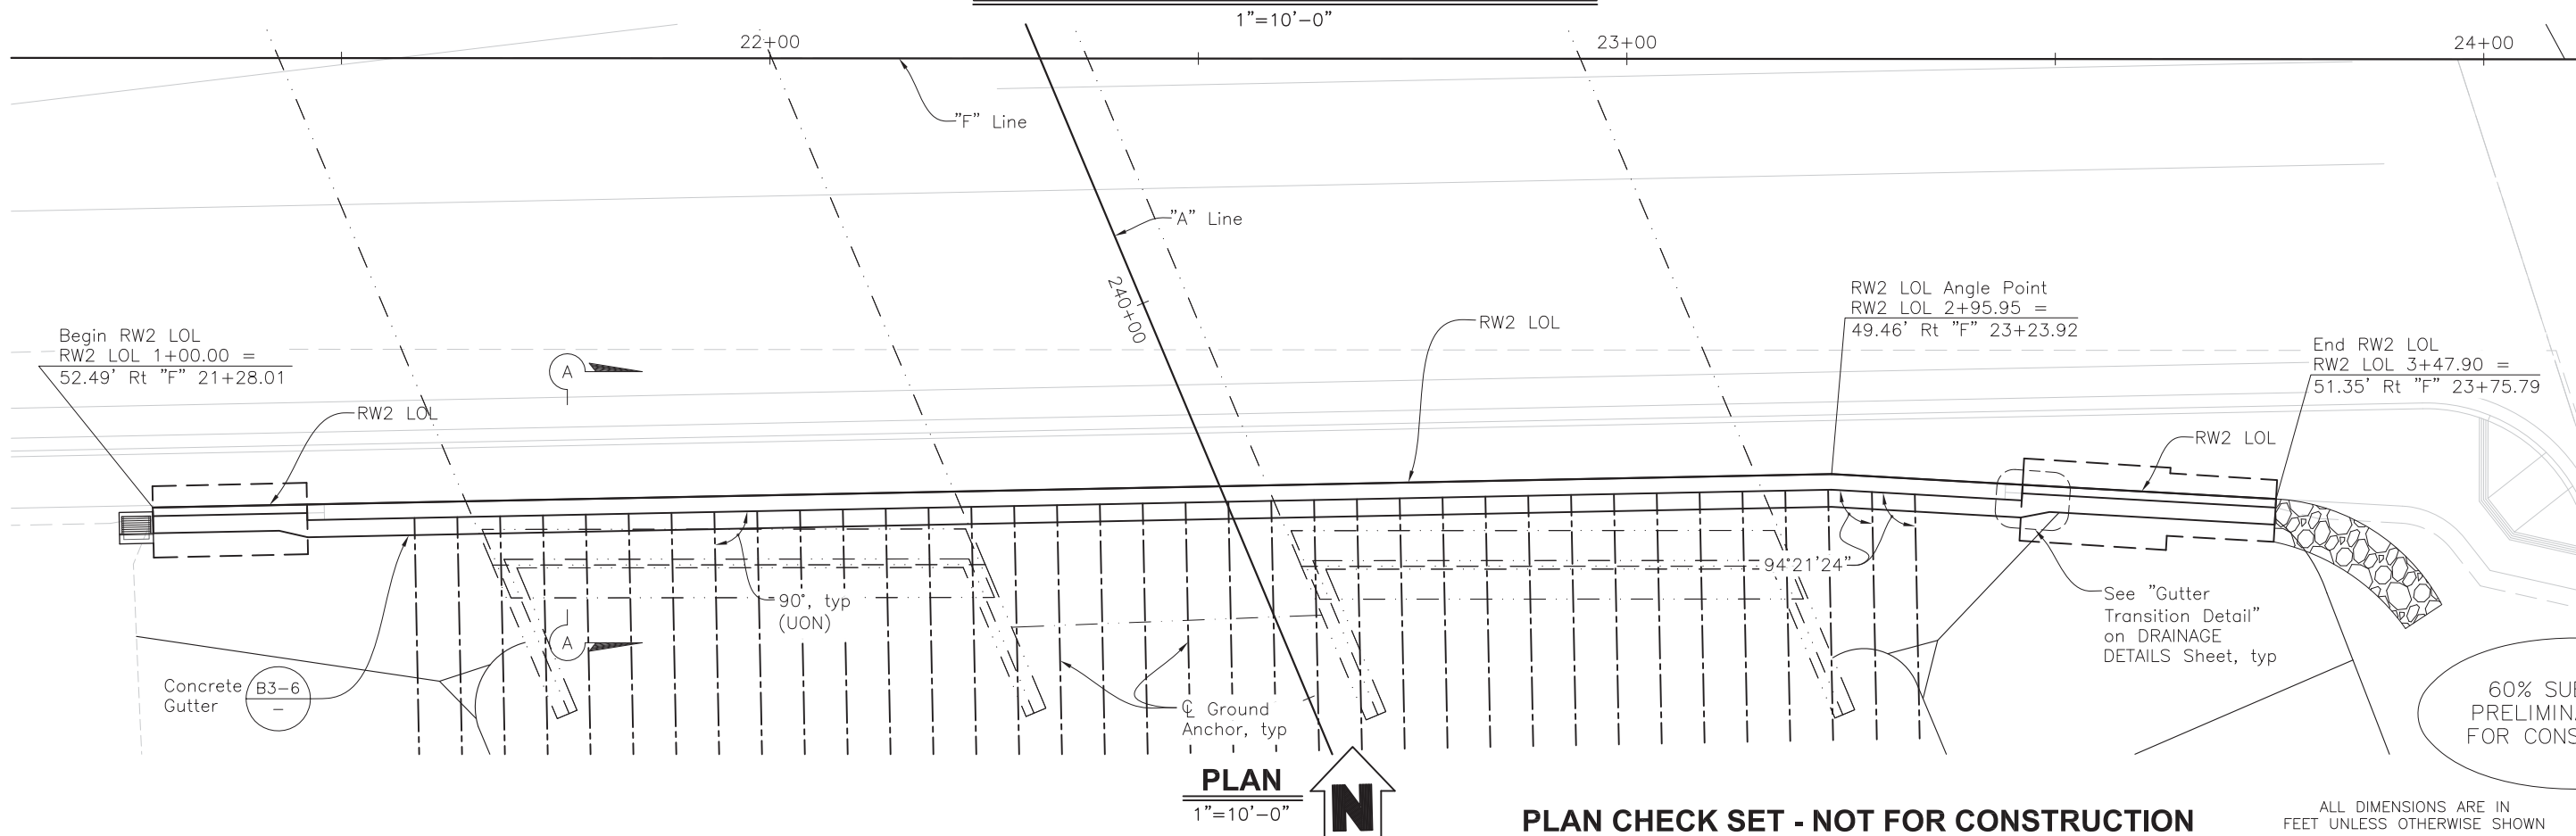 1"=10'-0"
22+00
23+00
24+00
"F" Line
"A" Line
240+00
Begin RW2 LOL
RW2 LOL 1+00.00 =
52.49' Rt "F" 21+28.01
A
RW2 LOL
RW2 LOL
RW2 LOL Angle Point
RW2 LOL 2+95.95 =
49.46' Rt "F" 23+23.92
End RW2 LOL
RW2 LOL 3+47.90 =
51.35' Rt "F" 23+75.79
RW2 LOL
94°21'24"
90°, typ
(UON)
A
See "Gutter
Transition Detail"
on DRAINAGE
DETAILS Sheet, typ
Concrete
Gutter
B3-6
-
℄ Ground
Anchor, typ
60%
FOR
PLAN
1"=10'-0"
N
PLAN CHECK SET - NOT FOR CONSTRUCTION
ALL DIMENSIONS ARE IN
FEET UNLESS OTHERWISE SHOWN